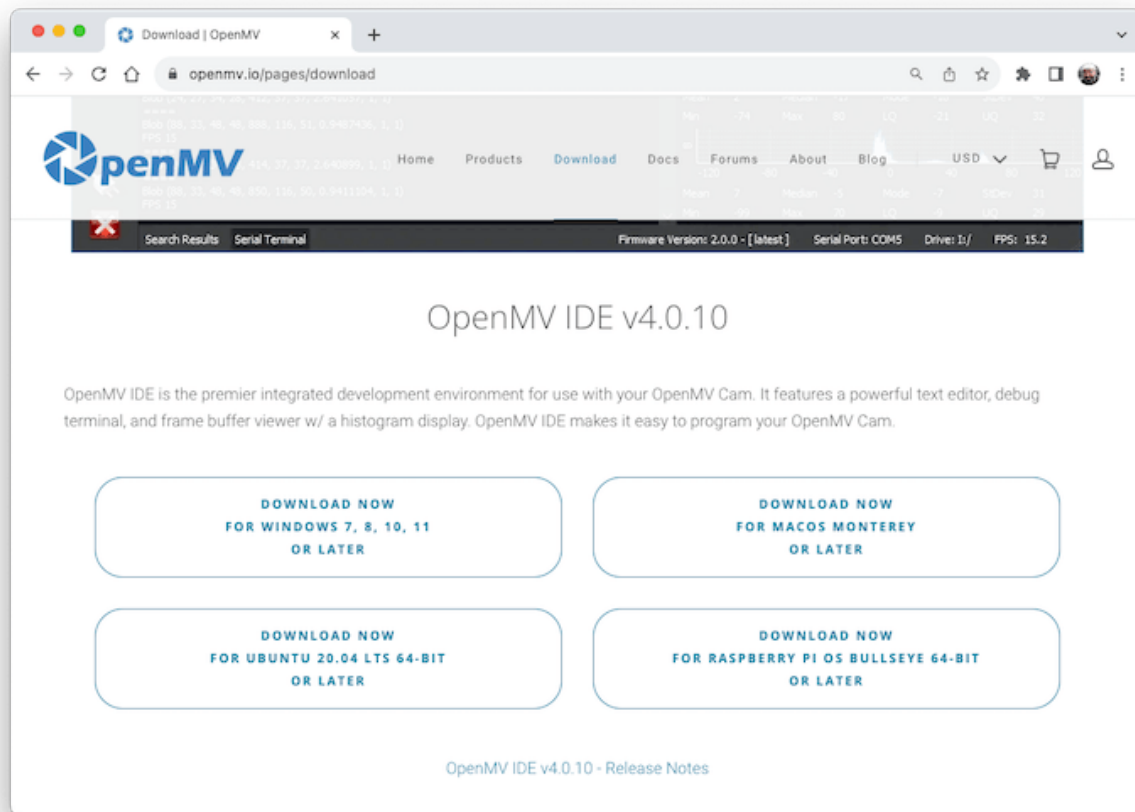 Download | OpenMV
openmv.io/pages/download
OpenMV
Home Products Download Docs Forums About Blog USD
Search Results Serial Terminal Firmware Version: 2.0.0 - [ latest ] Serial Port: COM5 Drive: I:/ FPS: 15.2
OpenMV IDE v4.0.10
OpenMV IDE is the premier integrated development environment for use with your OpenMV Cam. It features a powerful text editor, debug
terminal, and frame buffer viewer w/ a histogram display. OpenMV IDE makes it easy to program your OpenMV Cam.
DOWNLOAD NOW
FOR WINDOWS 7, 8, 10, 11
OR LATER
DOWNLOAD NOW
FOR MACOS MONTEREY
OR LATER
DOWNLOAD NOW
FOR UBUNTU 20.04 LTS 64-BIT
OR LATER
DOWNLOAD NOW
FOR RASPBERRY PI OS BULLSEYE 64-BIT
OR LATER
OpenMV IDE v4.0.10 - Release Notes